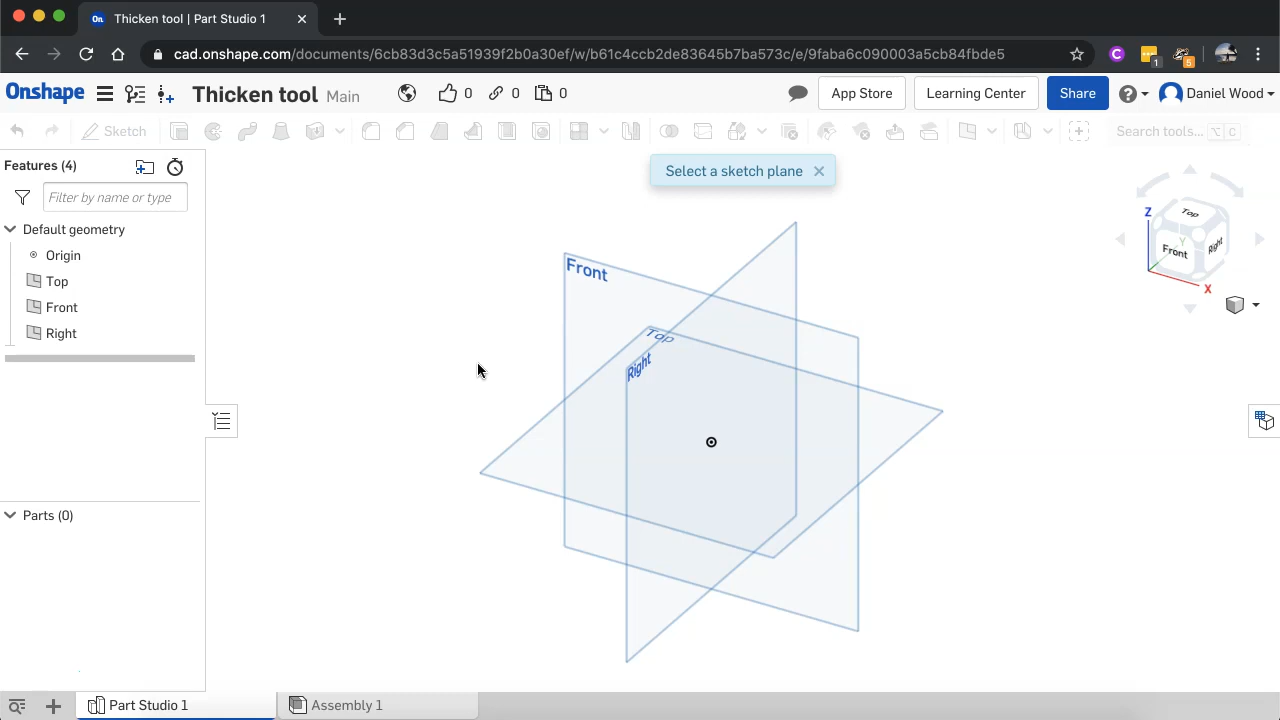 On Thicken tool | Part Studio 1
cad.onshape.com/documents/6cb83d3c5a51939f2b0a30ef/w/b61c4ccb2de83645b7ba573c/e/9faba6c090003a5cb84fbde5
C 1 5
Onshape Thicken tool Main 0 0 0 App Store Learning Center Share Daniel Wood
Sketch Search tools... ⌥ C
Features (4)
Select a sketch plane
Filter by name or type
Default geometry
Origin
Top
Front
Right
Parts (0)
Front
Top
Right
Z
Top
Y
Front
Right
X
Part Studio 1 Assembly 1